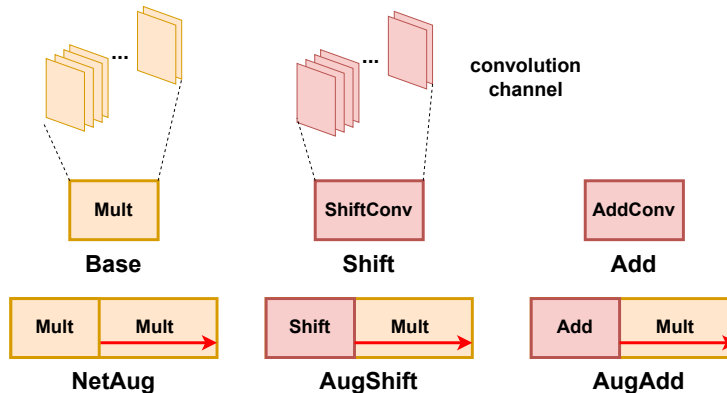 ...
...
convolution
channel
Mult
ShiftConv
AddConv
Base
Shift
Add
Mult
Mult
Shift
Mult
Add
Mult
NetAug
AugShift
AugAdd